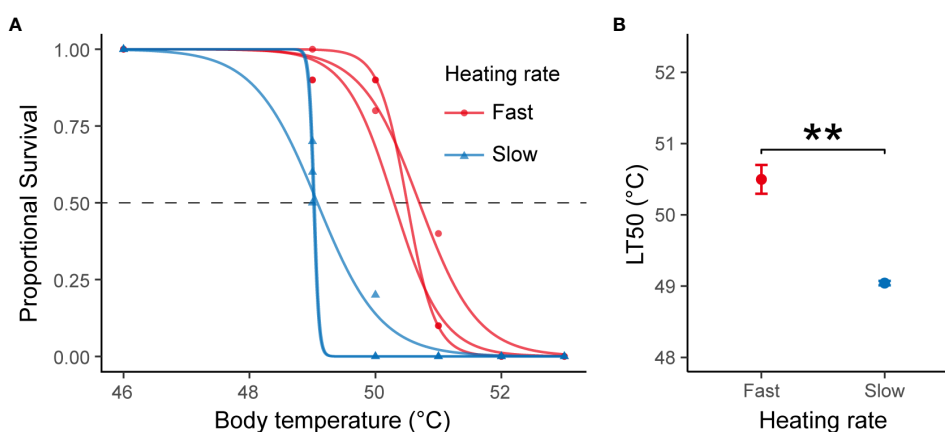 A
Proportional Survival
1.00
0.75
0.50
0.25
0.00
46
48
50
52
Body temperature (°C)
Heating rate
Fast
Slow
B
LT50 (°C)
52
51
50
49
48
**
Fast
Slow
Heating rate